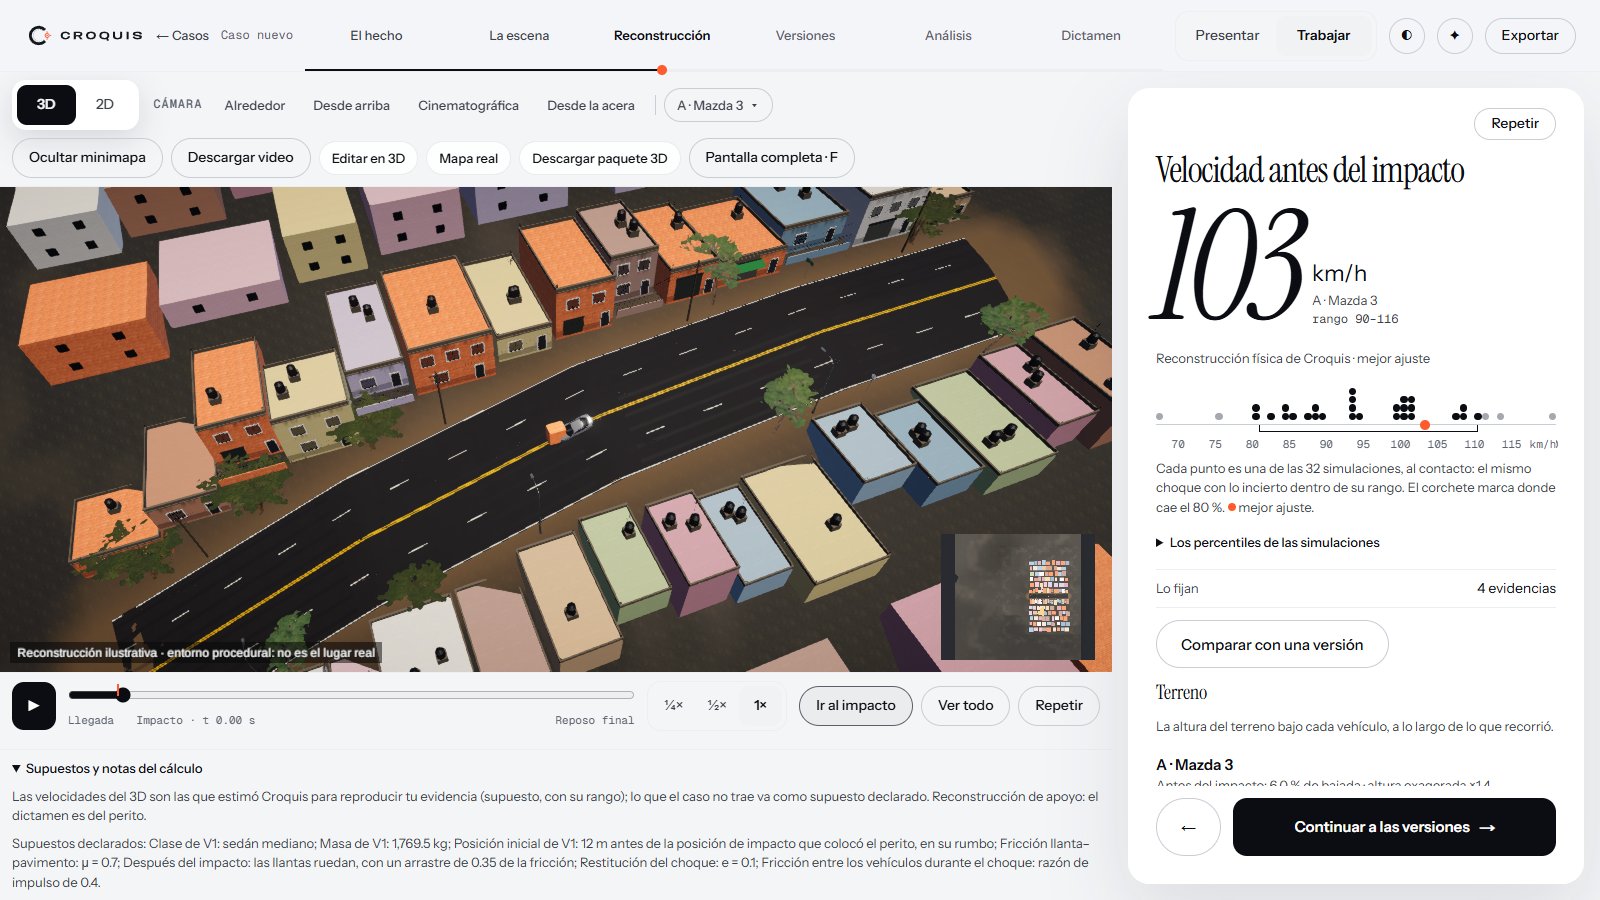 CROQUIS
← Casos
Caso nuevo
El hecho
La escena
Reconstrucción
Versiones
Análisis
Dictamen
Presentar
Trabajar
Exportar
3D
2D
CÁMARA
Alrededor
Desde arriba
Cinematográfica
Desde la acera
A · Mazda 3
Ocultar minimapa
Descargar video
Editar en 3D
Mapa real
Descargar paquete 3D
Pantalla completa · F
Reconstrucción ilustrativa - entorno procedural: no es el lugar real
Llegada
Impacto · t 0.00 s
Reposo final
¼×
½×
1×
Ir al impacto
Ver todo
Repetir
▼ Supuestos y notas del cálculo
Las velocidades del 3D son las que estimó Croquis para reproducir tu evidencia (supuesto, con su rango); lo que el caso no trae va como supuesto declarado. Reconstrucción de apoyo: el
dictamen es del perito.
Supuestos declarados: Clase de V1: sedán mediano; Masa de V1: 1,769.5 kg; Posición inicial de V1: 12 m antes de la posición de impacto que colocó el perito, en su rumbo; Fricción llanta–
pavimento: μ = 0.7; Después del impacto: las llantas ruedan, con un arrastre de 0.35 de la fricción; Restitución del choque: e = 0.1; Fricción entre los vehículos durante el choque: razón de
impulso de 0.4.
Repetir
Velocidad antes del impacto
103
km/h
A · Mazda 3
rango 90–116
Reconstrucción física de Croquis · mejor ajuste
70 75 80 85 90 95 100 105 110 115 km/h
Cada punto es una de las 32 simulaciones, al contacto: el mismo
choque con lo incierto dentro de su rango. El corchete marca donde
cae el 80 %. mejor ajuste.
▶ Los percentiles de las simulaciones
Lo fijan
4 evidencias
Comparar con una versión
Terreno
La altura del terreno bajo cada vehículo, a lo largo de lo que recorrió.
A · Mazda 3
Antes del impacto: 6.0 % de bajada · altura exagerada ×1.4
←
Continuar a las versiones →